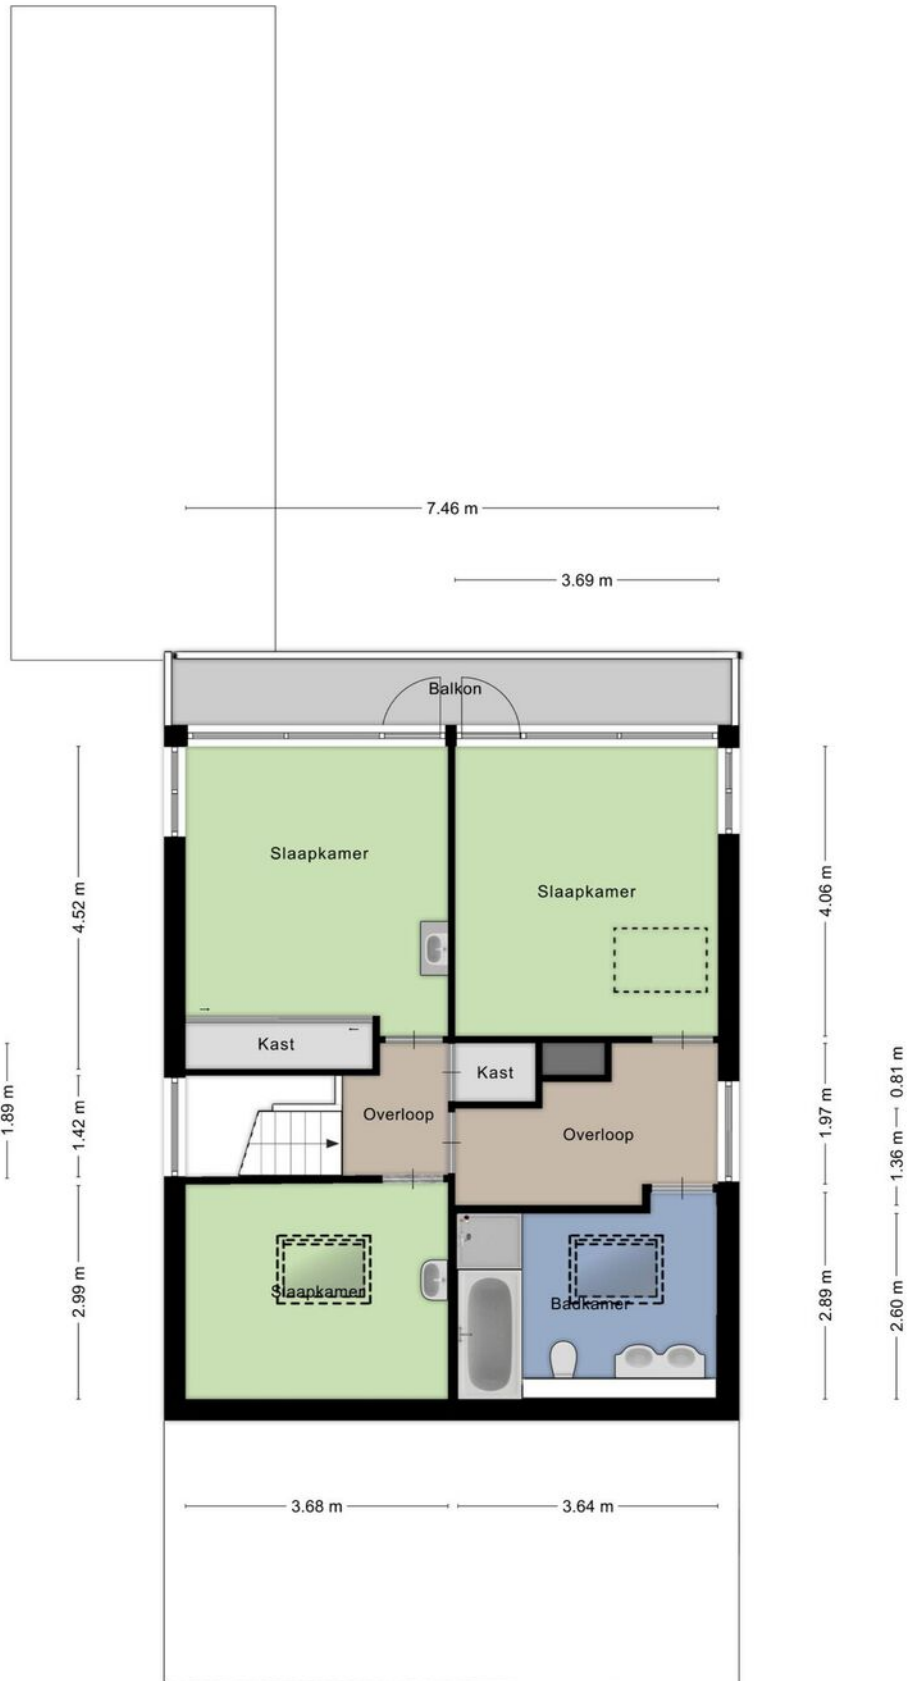 7.46 m
3.69 m
Balkon
Slaapkamer
Slaapkamer
4.52 m
4.06 m
Kast
Kast
Overloop
Overloop
1.89 m
1.42 m
1.97 m
0.81 m
1.36 m
Slaapkamer
Badkamer
2.99 m
2.89 m
2.60 m
3.68 m
3.64 m